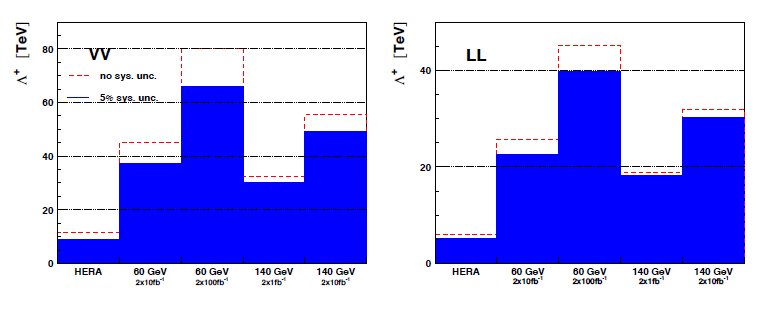 Λ⁺ [TeV]
VV
no sys. unc.
5% sys. unc.
80
60
40
20
0
HERA 60 GeV 60 GeV 140 GeV 140 GeV
2x10fb⁻¹ 2x100fb⁻¹ 2x1fb⁻¹ 2x10fb⁻¹
Λ⁺ [TeV]
LL
40
20
0
HERA 60 GeV 60 GeV 140 GeV 140 GeV
2x10fb⁻¹ 2x100fb⁻¹ 2x1fb⁻¹ 2x10fb⁻¹